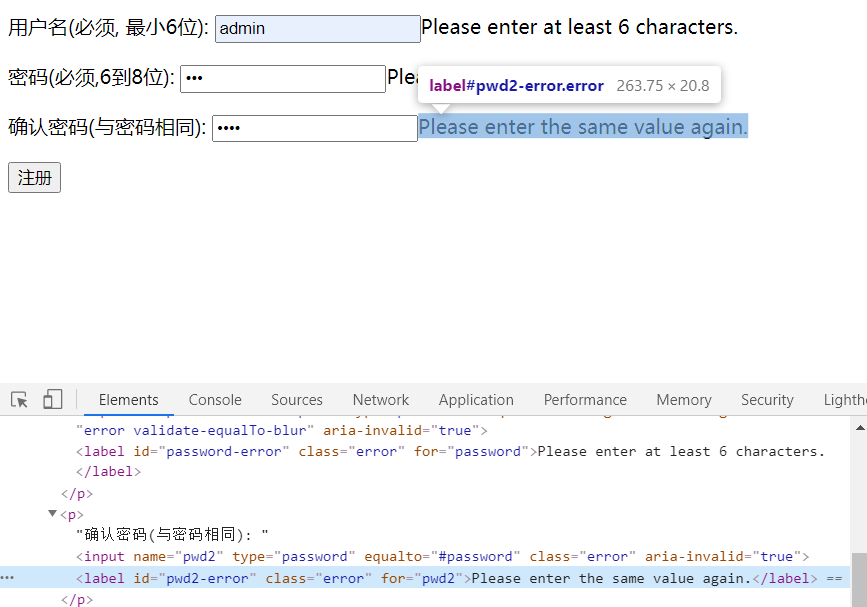 用户名(必须, 最小6位): admin Please enter at least 6 characters.
密码(必须,6到8位): ••• Plea
label#pwd2-error.error 263.75 × 20.8
确认密码(与密码相同): •••• Please enter the same value again.
注册
Elements Console Sources Network Application Performance Memory Security Lighth
"error validate-equalTo-blur" aria-invalid="true">
<label id="password-error" class="error" for="password">Please enter at least 6 characters.
</label>
</p>
▼<p>
"确认密码(与密码相同): "
<input name="pwd2" type="password" equalto="#password" class="error" aria-invalid="true">
••• <label id="pwd2-error" class="error" for="pwd2">Please enter the same value again.</label> ==
</p>